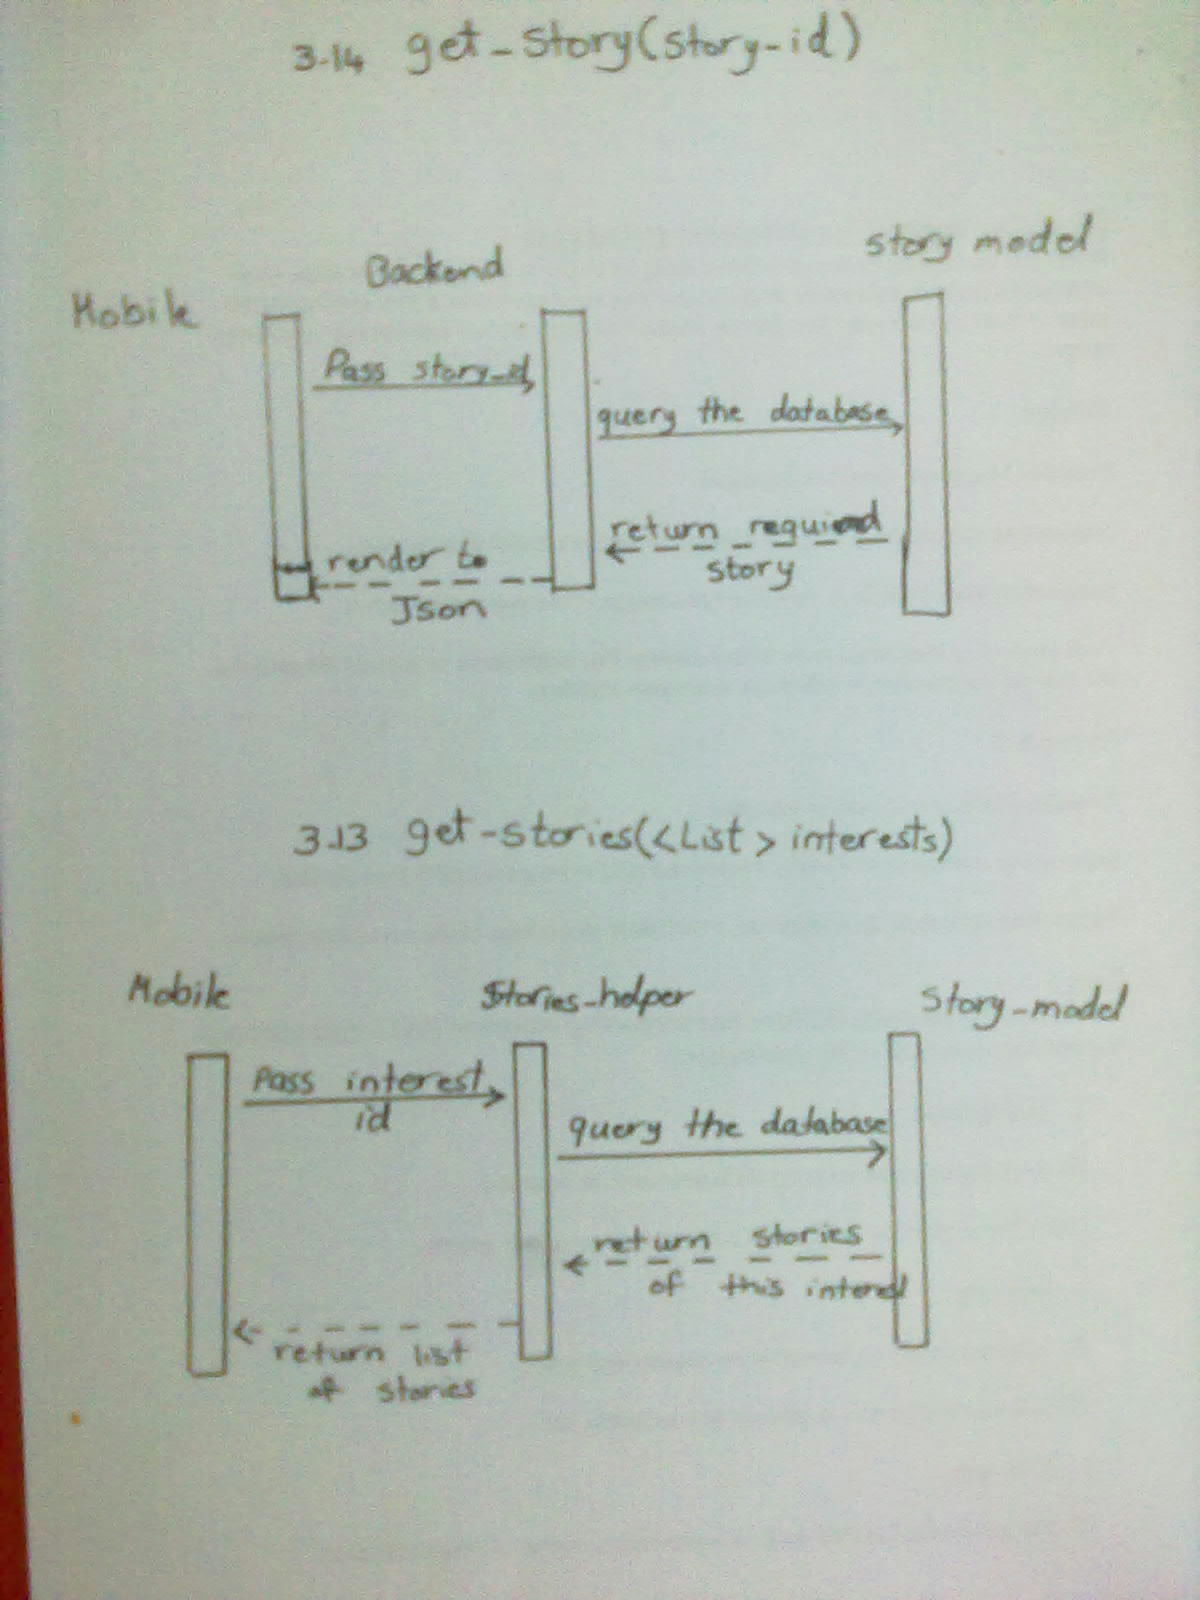 3.14 get_story(story-id)
Mobile
Backend
story model
Pass story_id
query the database
return required
story
render to
Json
3.13 get-stories(<List> interests)
Mobile
Stories_helper
Story_model
Pass interest
id
query the database
return stories
of this interest
return list
of stories